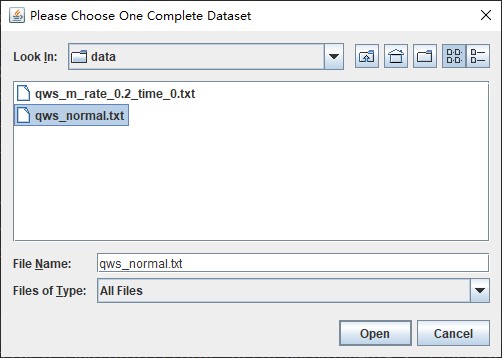 Please Choose One Complete Dataset
Look In: data
qws_m_rate_0.2_time_0.txt
qws_normal.txt
File Name: qws_normal.txt
Files of Type: All Files
Open Cancel